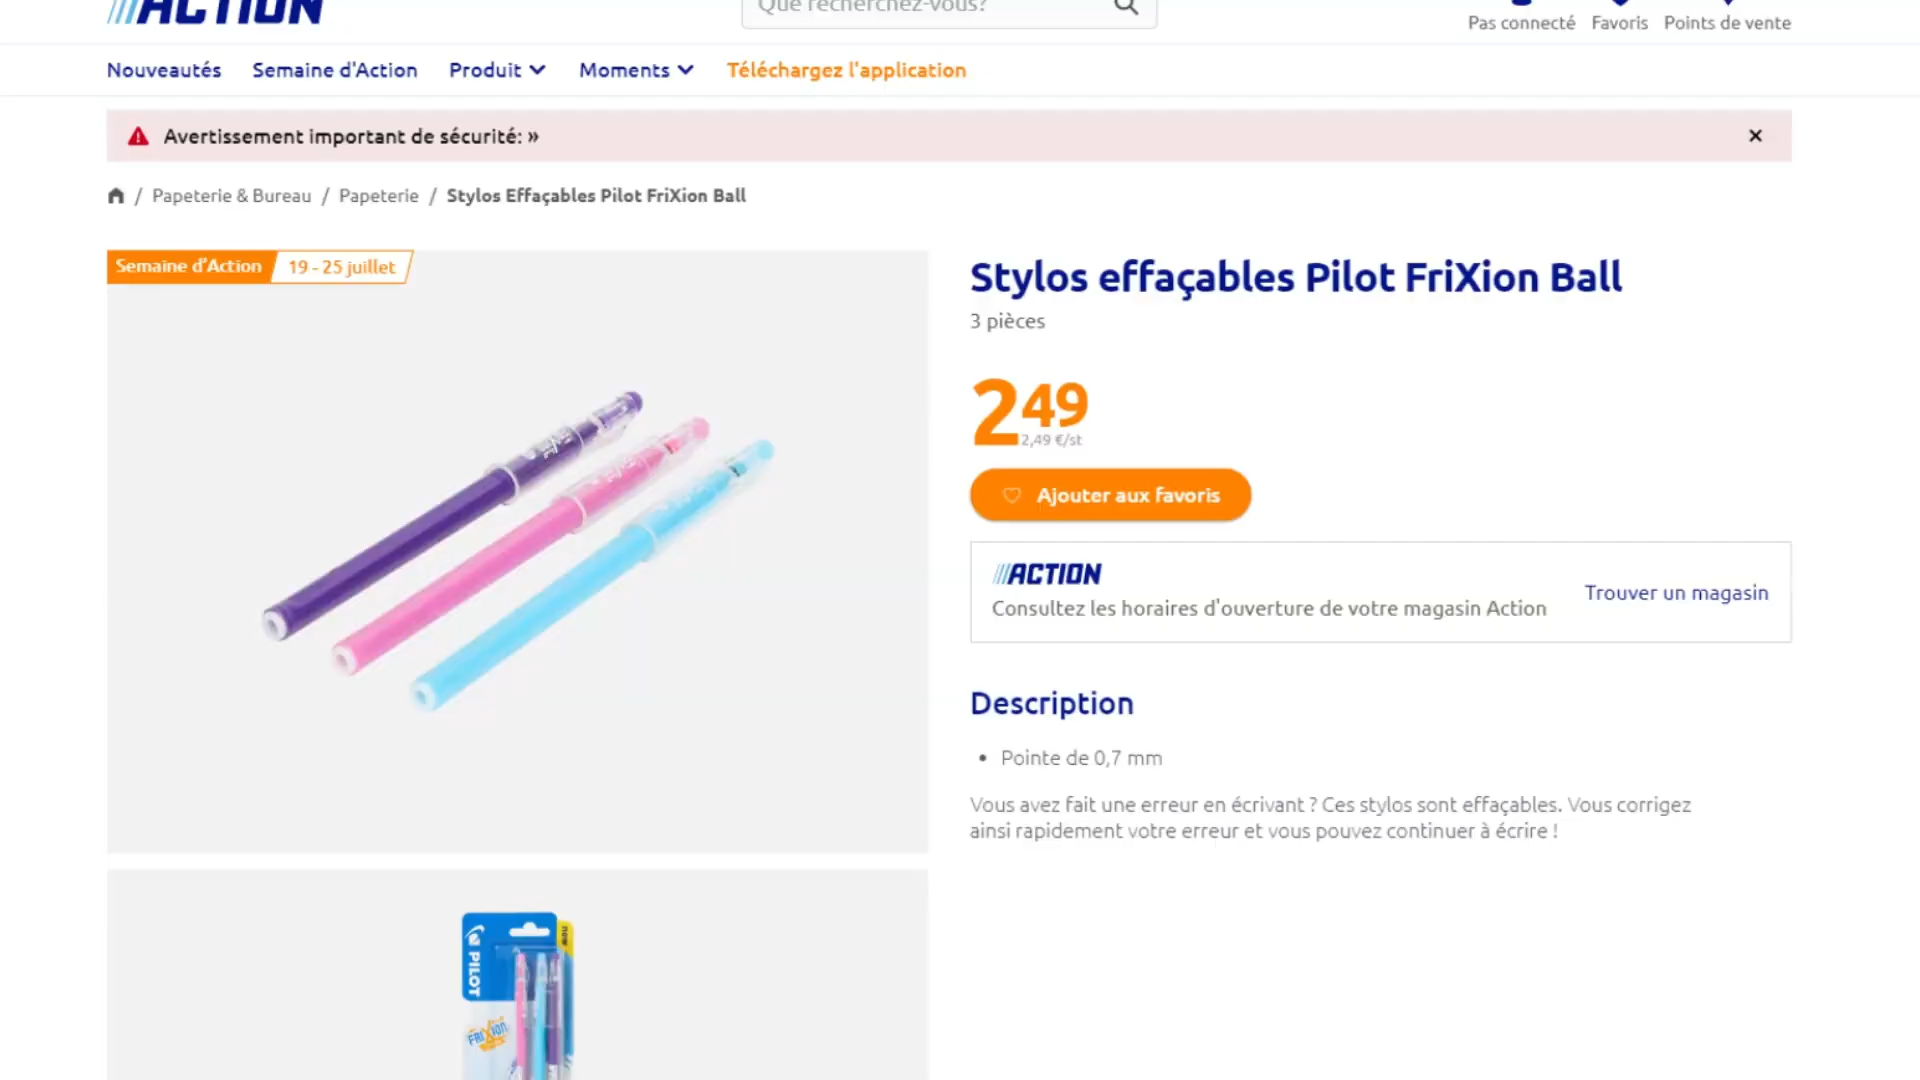 ACTION
Que recherchez-vous?
Pas connecté Favoris Points de vente
Nouveautés Semaine d'Action Produit Moments Téléchargez l'application
Avertissement important de sécurité: »
/ Papeterie & Bureau / Papeterie / Stylos Effaçables Pilot FriXion Ball
Semaine d'Action 19 - 25 juillet
Stylos effaçables Pilot FriXion Ball
3 pièces
2 49
2,49 €/st
Ajouter aux favoris
ACTION
Consultez les horaires d'ouverture de votre magasin Action
Trouver un magasin
Description
• Pointe de 0,7 mm
Vous avez fait une erreur en écrivant ? Ces stylos sont effaçables. Vous corrigez
ainsi rapidement votre erreur et vous pouvez continuer à écrire !
new
PILOT
FRIXION